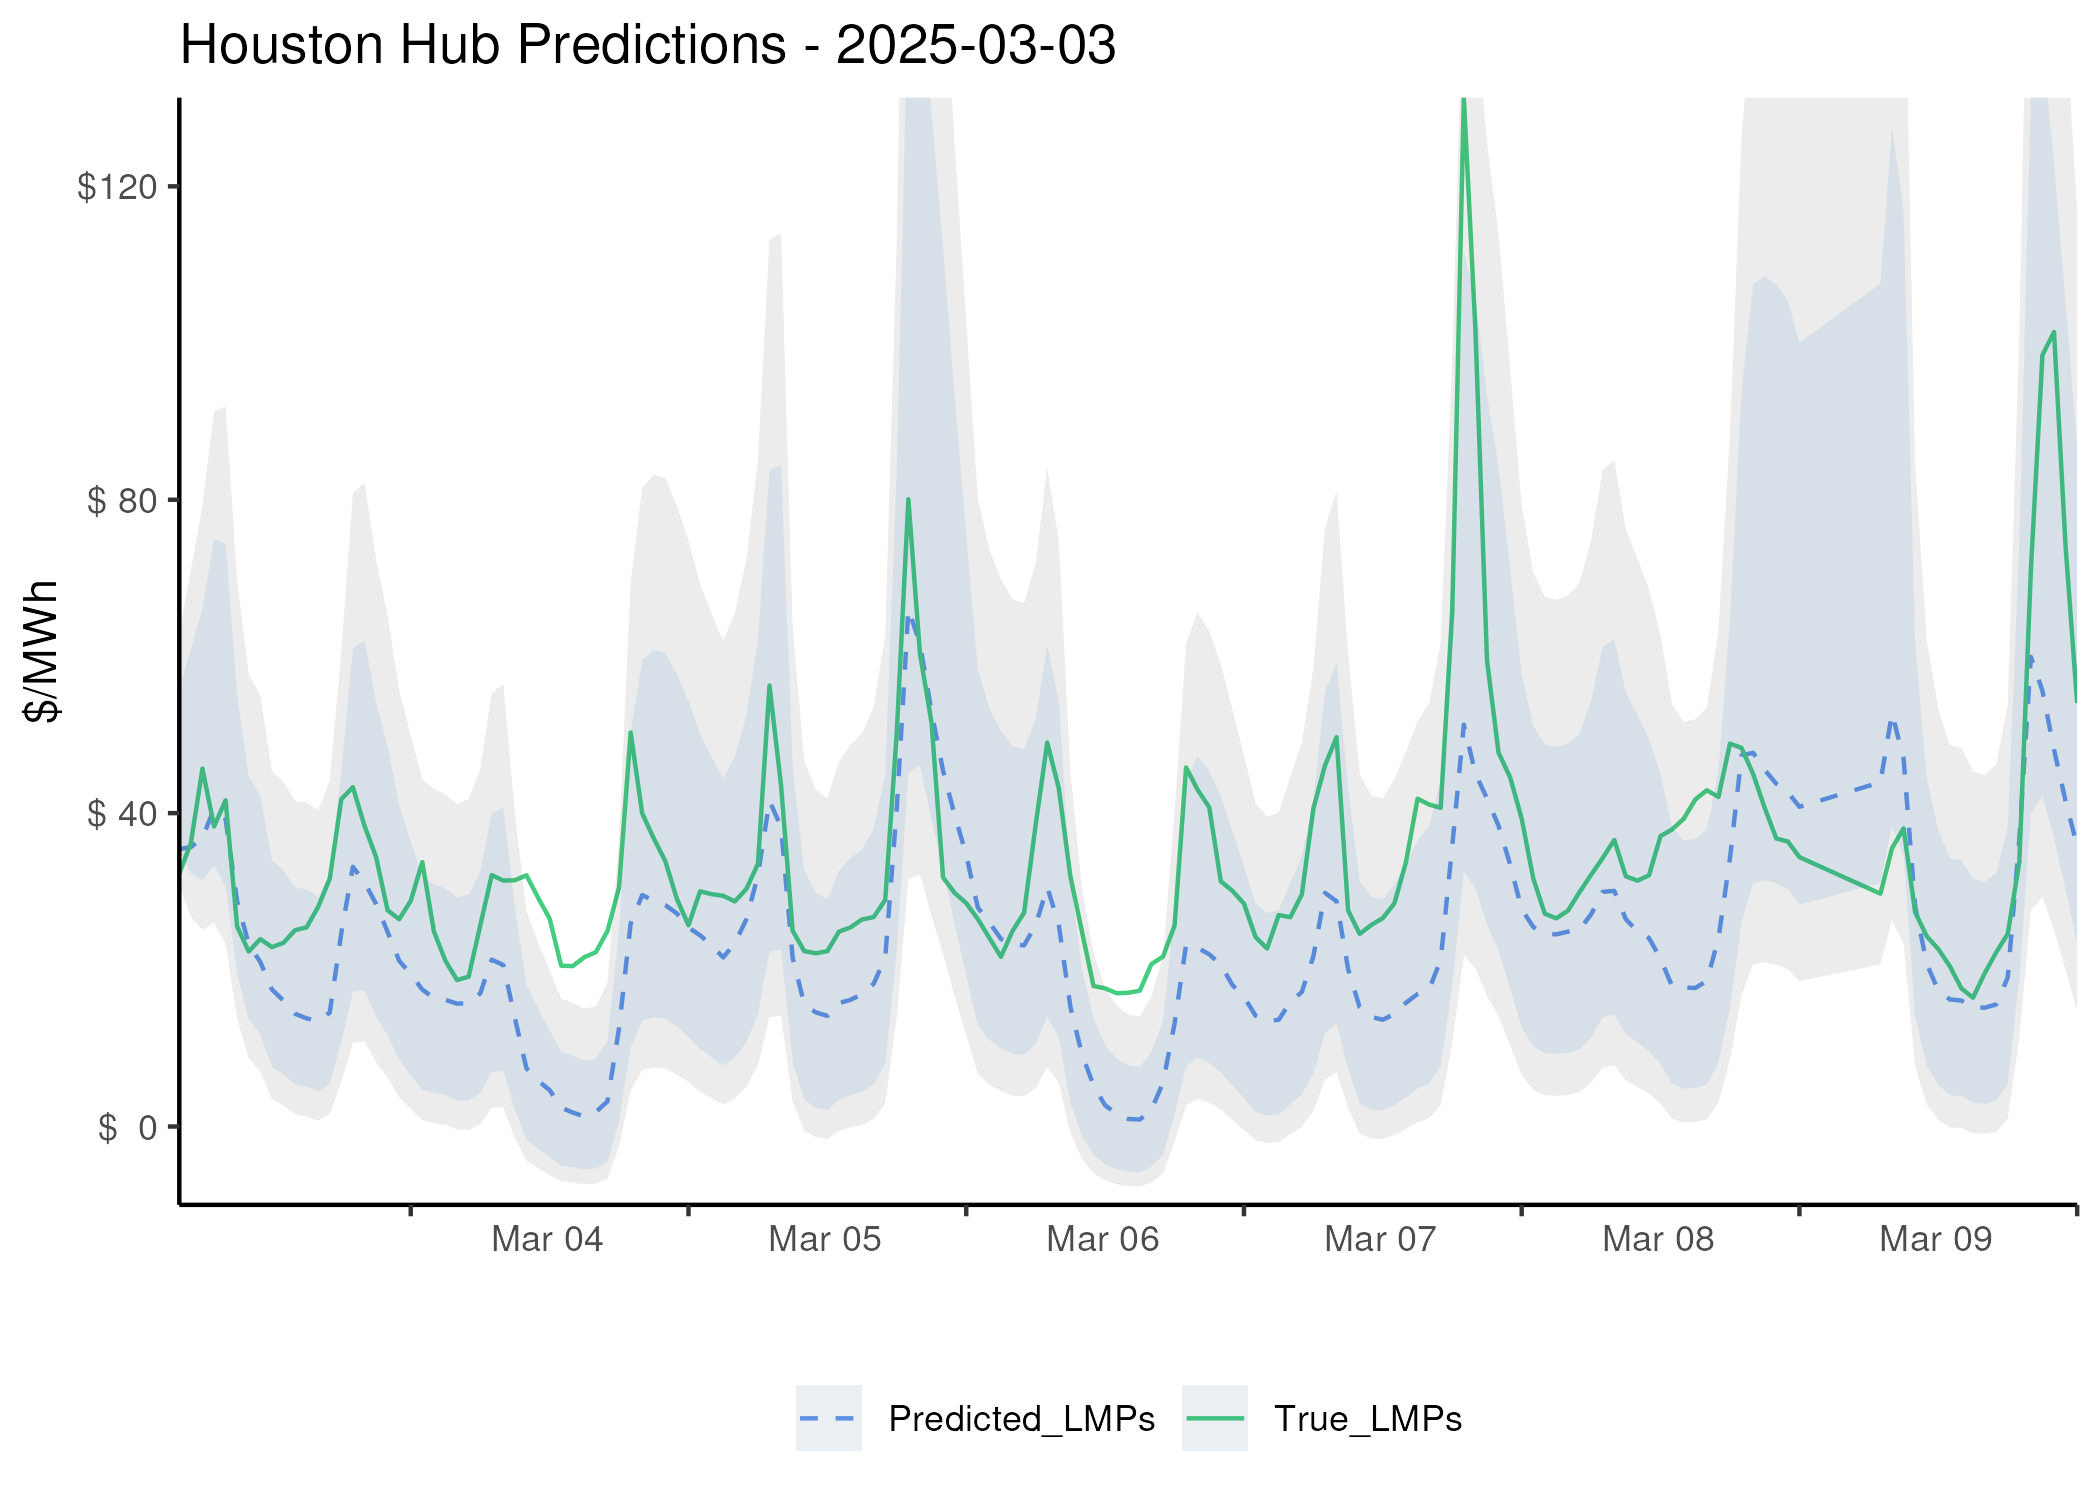 Houston Hub Predictions - 2025-03-03
$/MWh
$120
$ 80
$ 40
$ 0
Mar 04 Mar 05 Mar 06 Mar 07 Mar 08 Mar 09
Predicted_LMPs True_LMPs